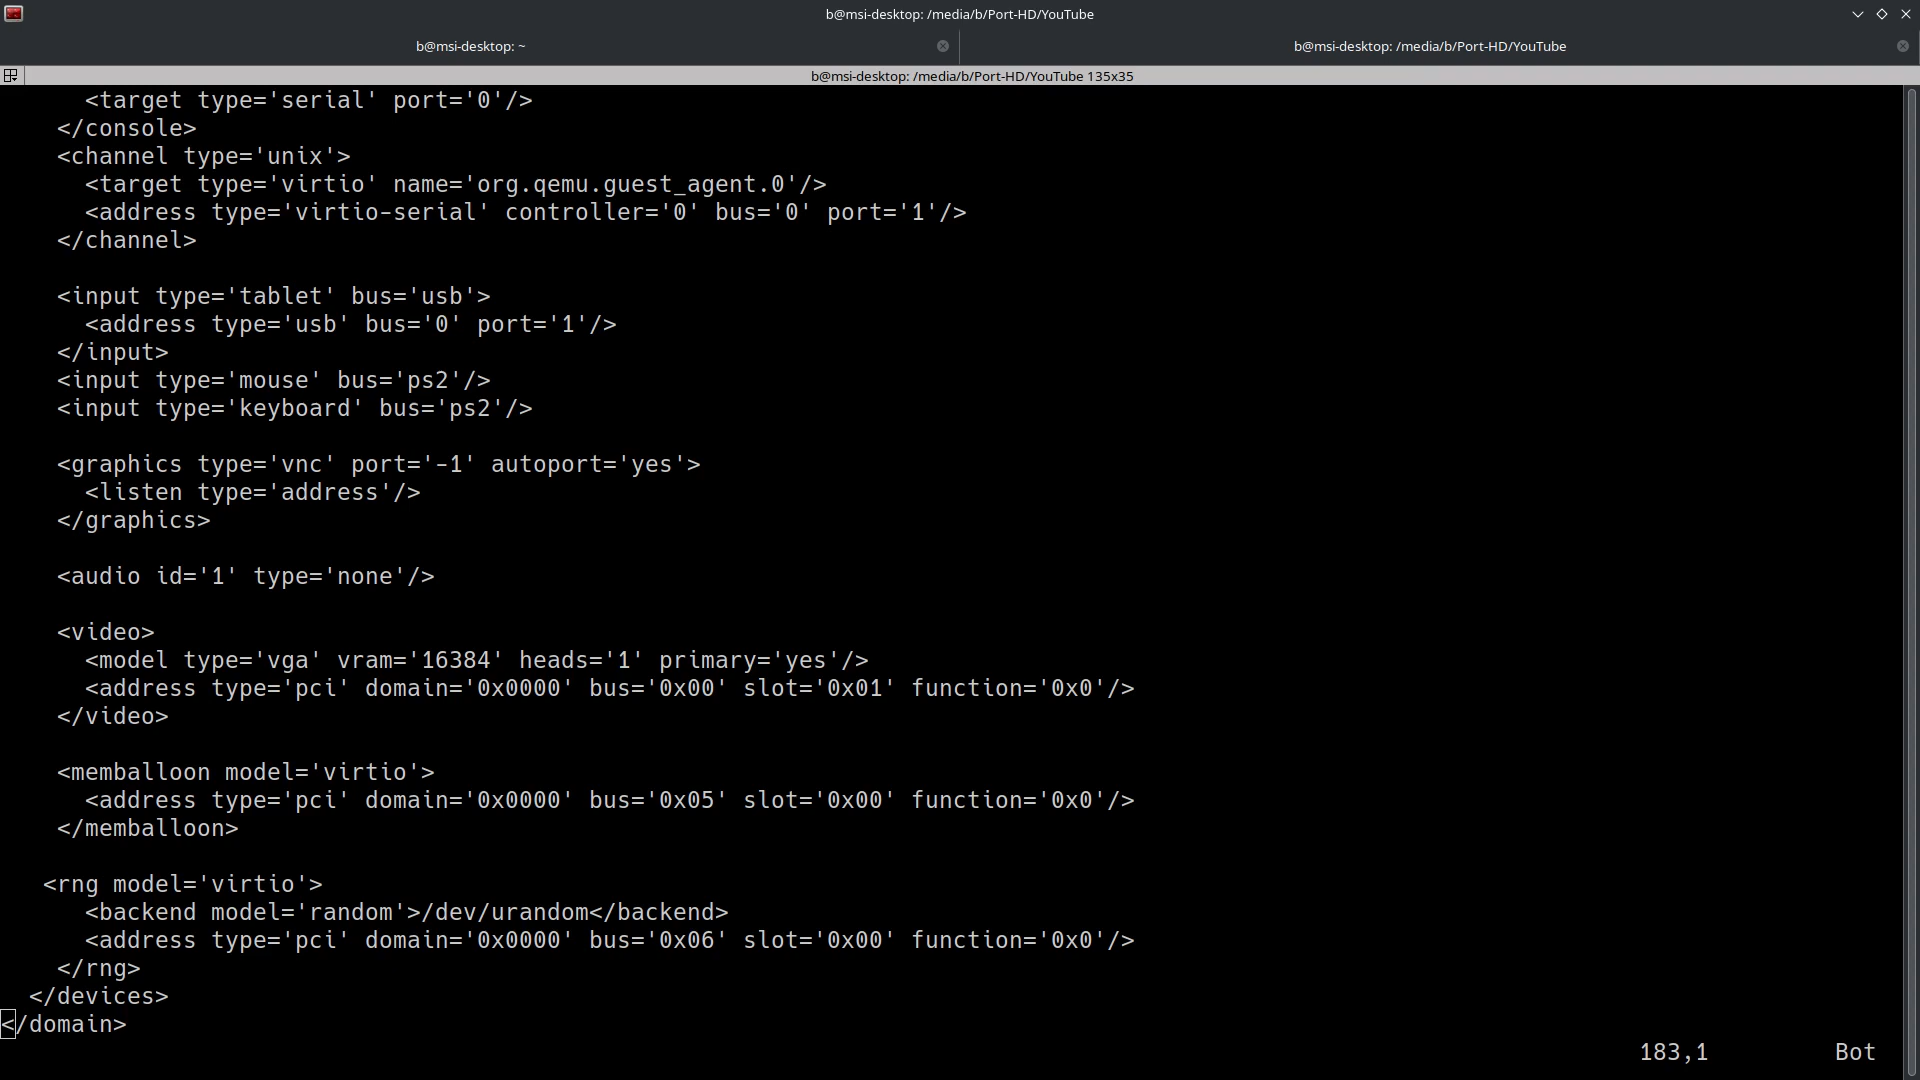 b@msi-desktop: /media/b/Port-HD/YouTube
b@msi-desktop: ~
b@msi-desktop: /media/b/Port-HD/YouTube
b@msi-desktop: /media/b/Port-HD/YouTube 135x35
      <target type='serial' port='0'/>
    </console>
    <channel type='unix'>
      <target type='virtio' name='org.qemu.guest_agent.0'/>
      <address type='virtio-serial' controller='0' bus='0' port='1'/>
    </channel>

    <input type='tablet' bus='usb'>
      <address type='usb' bus='0' port='1'/>
    </input>
    <input type='mouse' bus='ps2'/>
    <input type='keyboard' bus='ps2'/>

    <graphics type='vnc' port='-1' autoport='yes'>
      <listen type='address'/>
    </graphics>

    <audio id='1' type='none'/>

    <video>
      <model type='vga' vram='16384' heads='1' primary='yes'/>
      <address type='pci' domain='0x0000' bus='0x00' slot='0x01' function='0x0'/>
    </video>

    <memballoon model='virtio'>
      <address type='pci' domain='0x0000' bus='0x05' slot='0x00' function='0x0'/>
    </memballoon>

   <rng model='virtio'>
      <backend model='random'>/dev/urandom</backend>
      <address type='pci' domain='0x0000' bus='0x06' slot='0x00' function='0x0'/>
    </rng>
  </devices>
</domain>
183,1 Bot